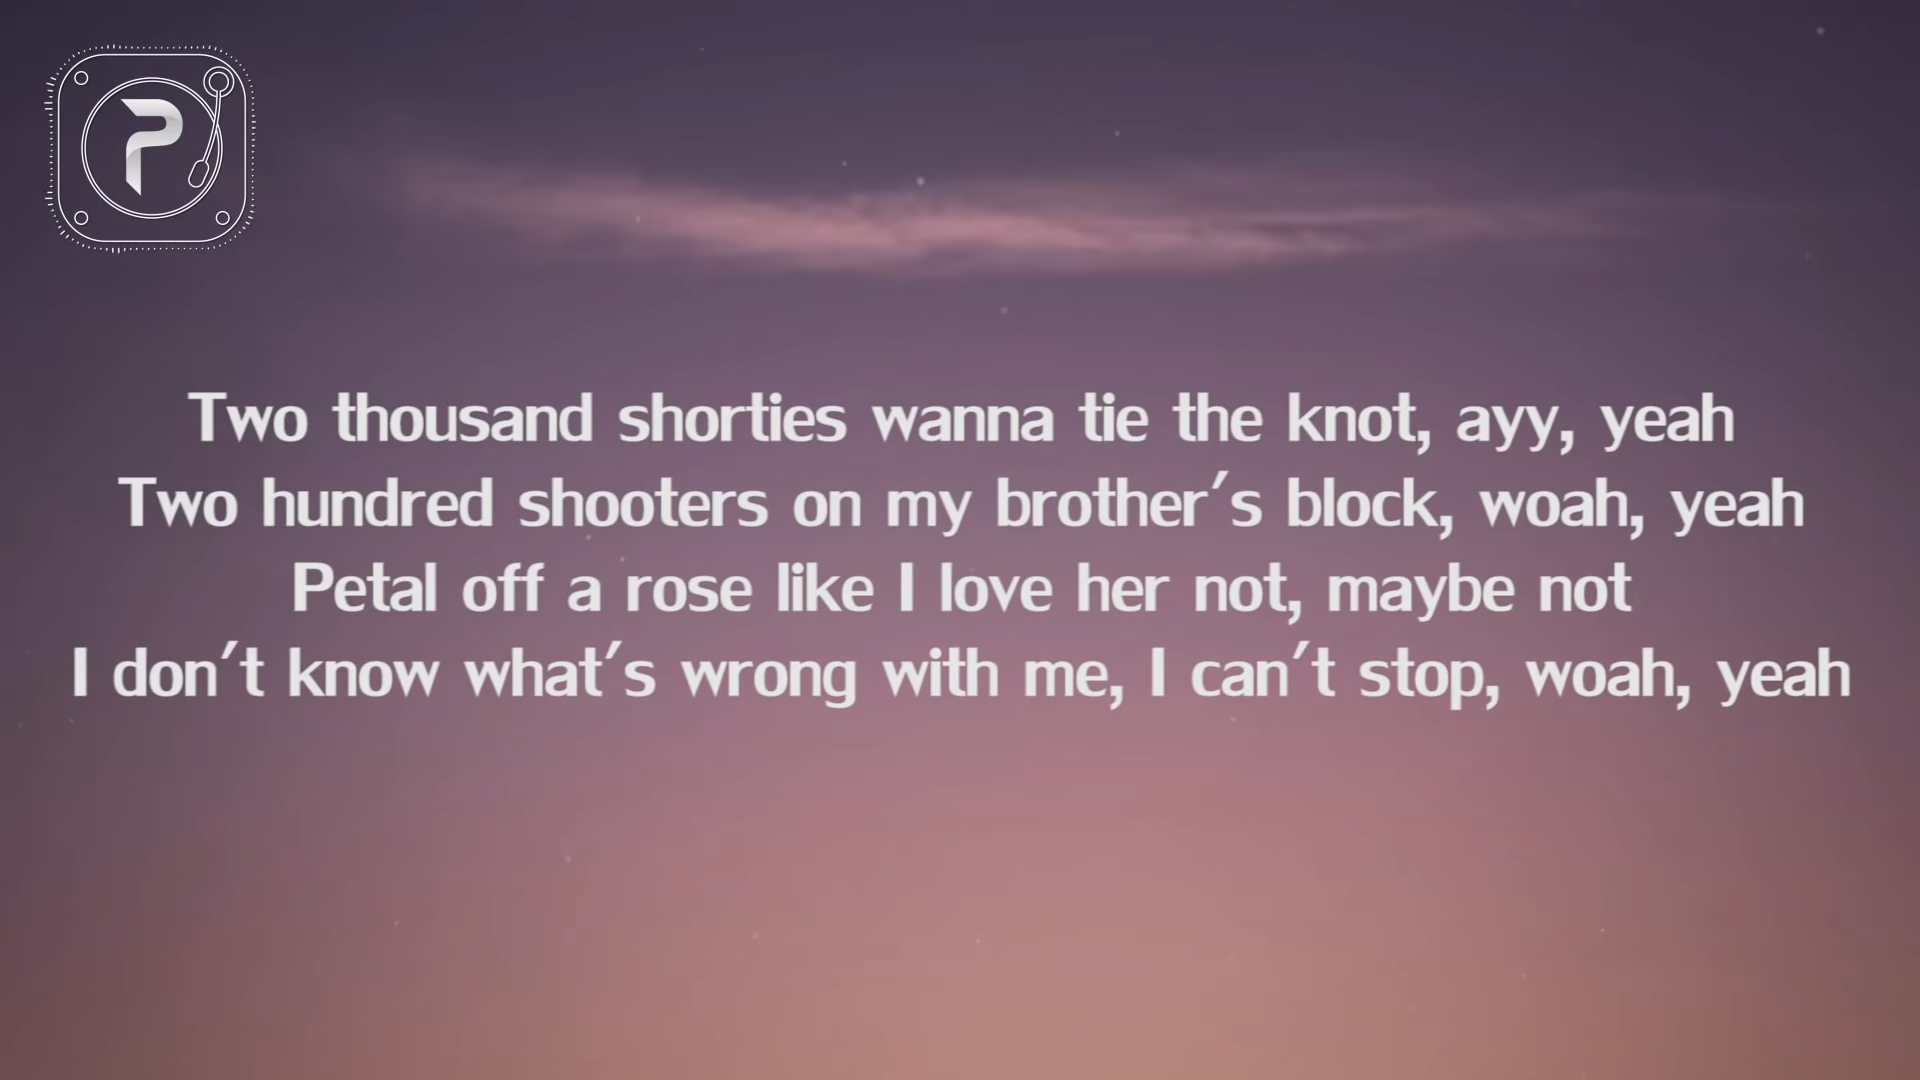 P
Two thousand shorties wanna tie the knot, ayy, yeah
Two hundred shooters on my brother's block, woah, yeah
Petal off a rose like I love her not, maybe not
I don't know what's wrong with me, I can't stop, woah, yeah